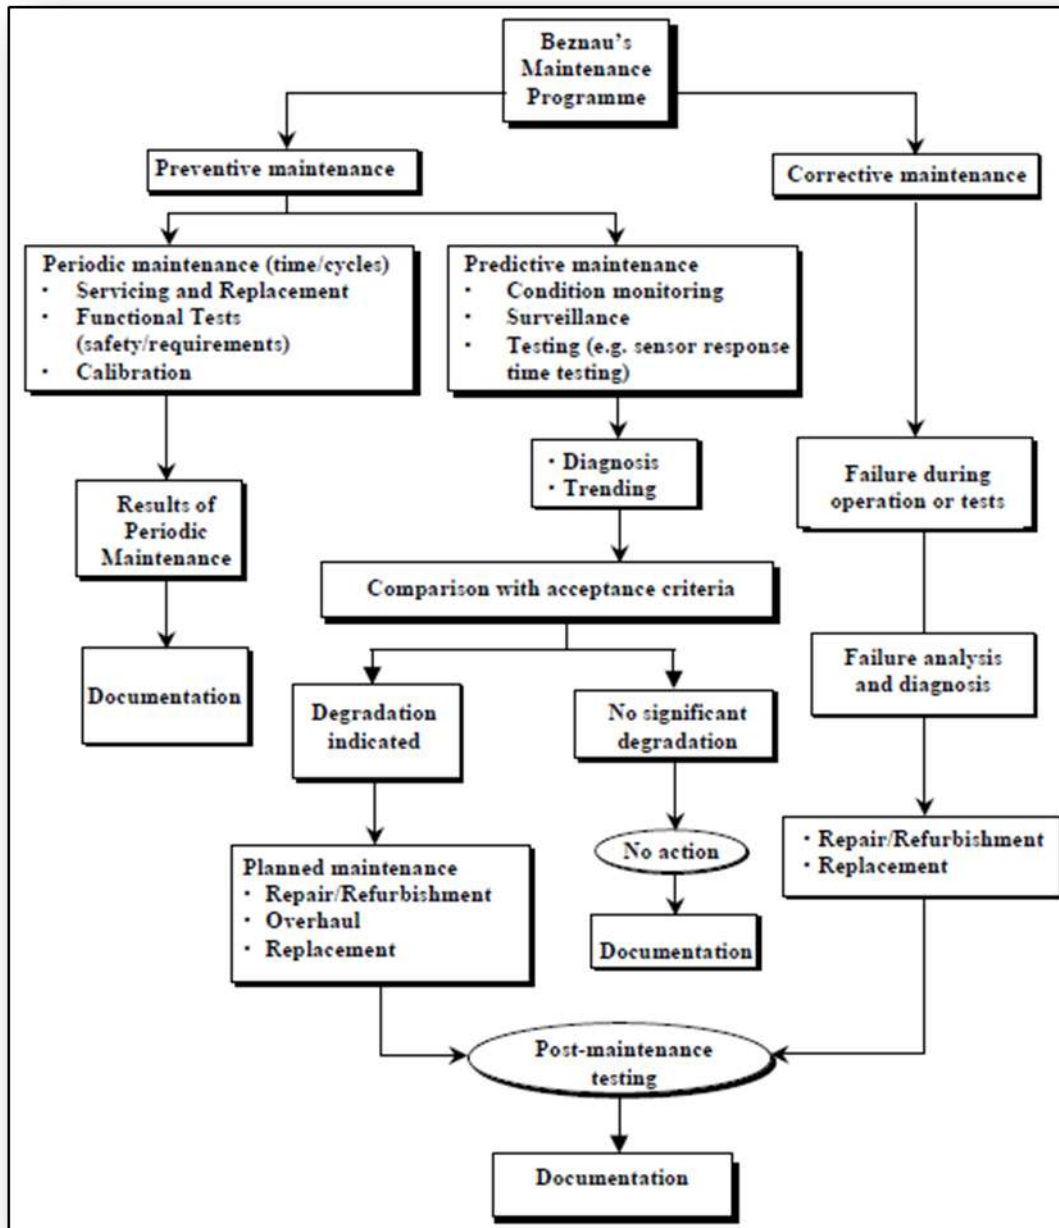 Beznau's
Maintenance
Programme
Preventive maintenance
Corrective maintenance
Periodic maintenance (time/cycles)
· Servicing and Replacement
· Functional Tests
(safety/requirements)
· Calibration
Predictive maintenance
· Condition monitoring
· Surveillance
· Testing (e.g. sensor response
time testing)
· Diagnosis
· Trending
Failure during
operation or tests
Results of
Periodic
Maintenance
Comparison with acceptance criteria
Failure analysis
and diagnosis
Documentation
Degradation
indicated
No significant
degradation
No action
· Repair/Refurbishment
· Replacement
Planned maintenance
· Repair/Refurbishment
· Overhaul
· Replacement
Documentation
Post-maintenance
testing
Documentation